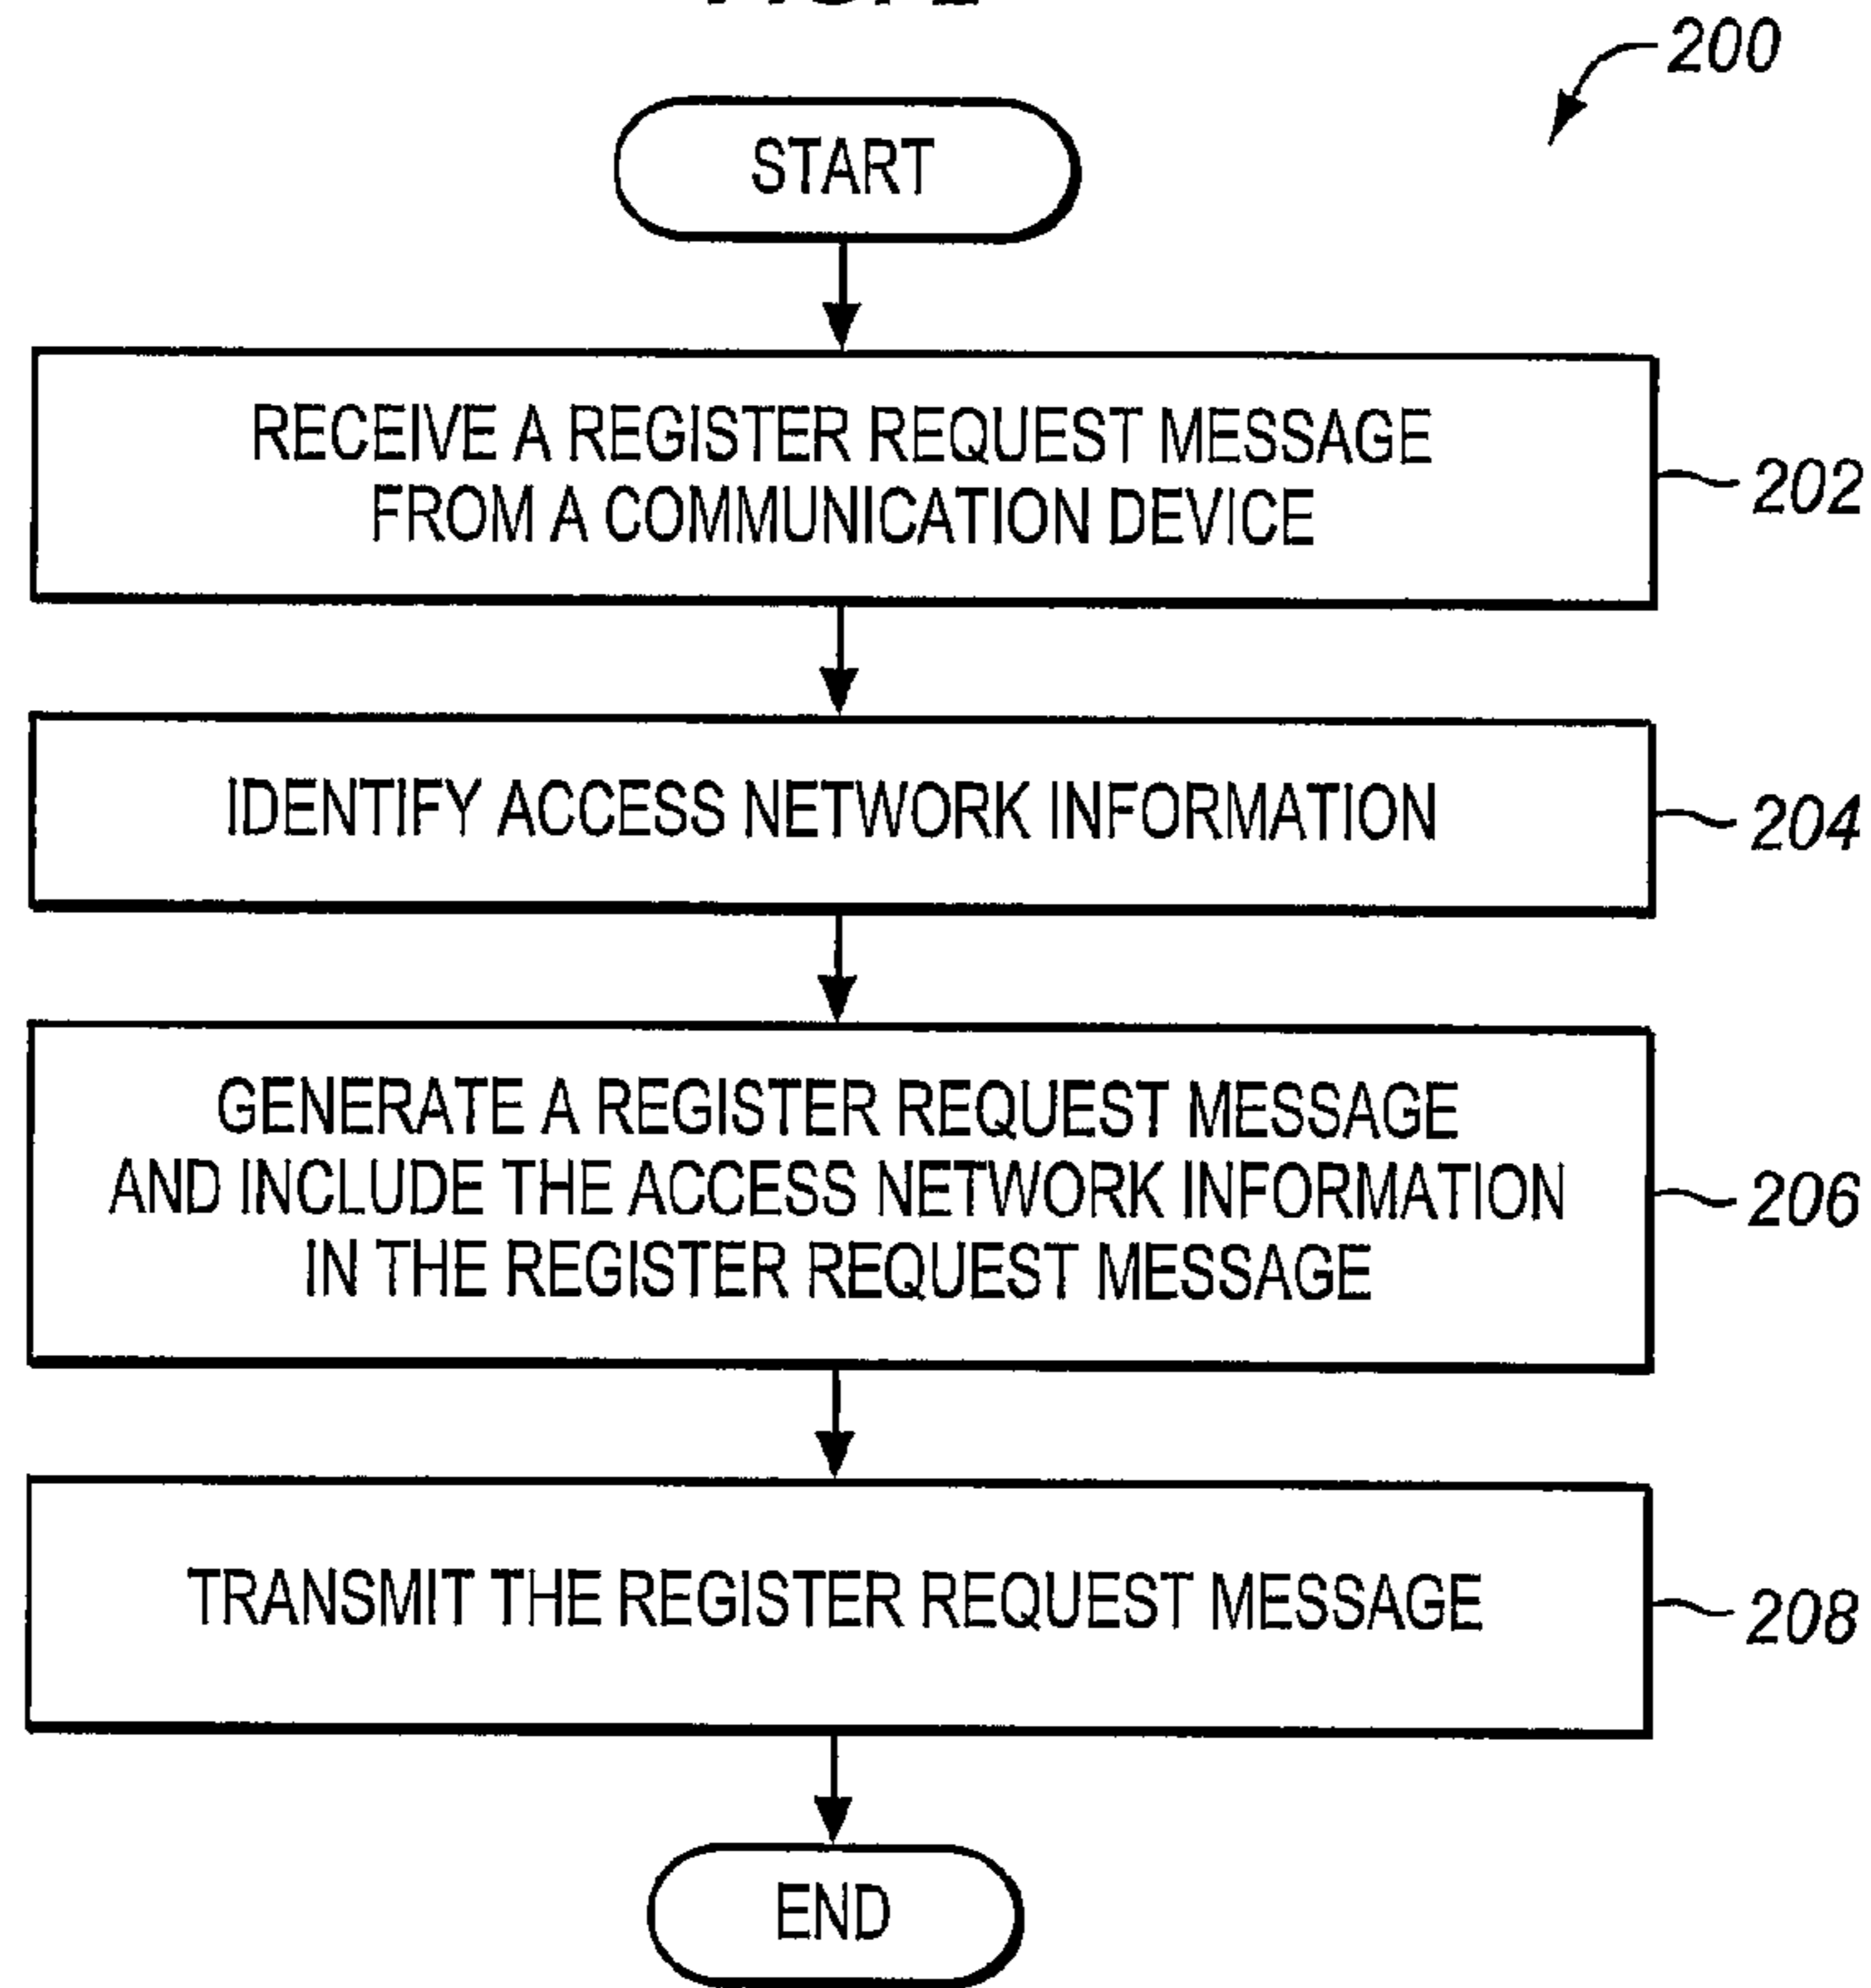 200
START
RECEIVE A REGISTER REQUEST MESSAGE
FROM A COMMUNICATION DEVICE
202
IDENTIFY ACCESS NETWORK INFORMATION
204
GENERATE A REGISTER REQUEST MESSAGE
AND INCLUDE THE ACCESS NETWORK INFORMATION
IN THE REGISTER REQUEST MESSAGE
206
TRANSMIT THE REGISTER REQUEST MESSAGE
208
END